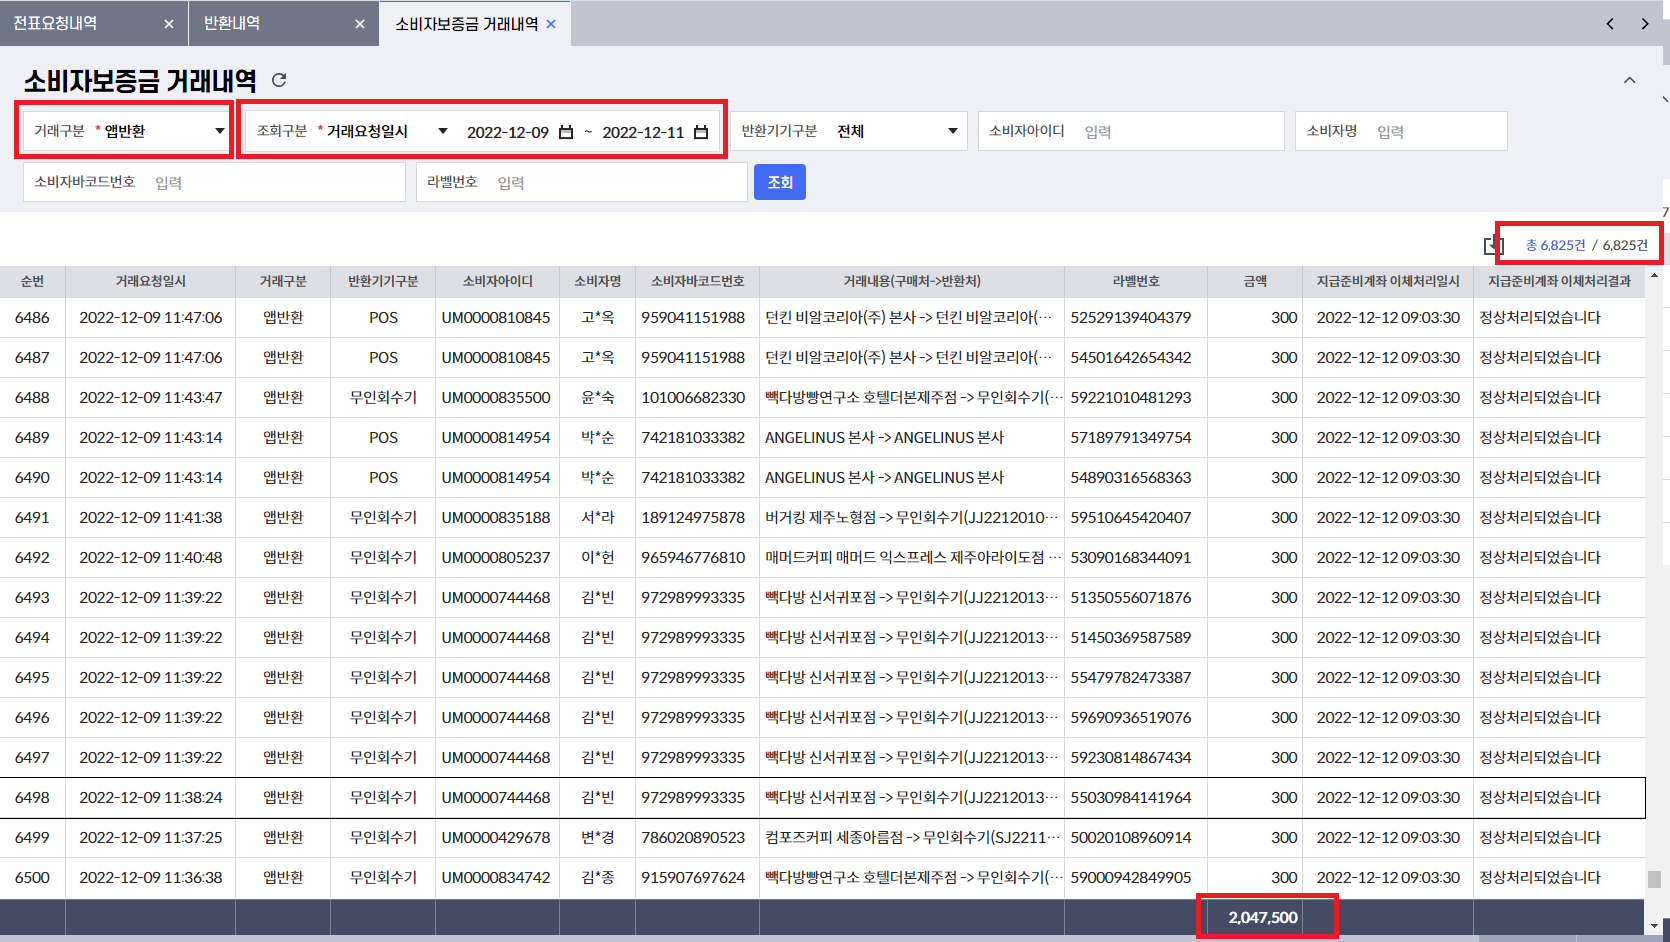 전표요청내역 × 반환내역 × 소비자보증금 거래내역 ×
소비자보증금 거래내역
거래구분 * 앱반환 조회구분 * 거래요청일시 2022-12-09 ~ 2022-12-11 반환기기구분 전체 소비자아이디 입력 소비자명 입력
소비자바코드번호 입력 라벨번호 입력 조회
7
총 6,825건 / 6,825건
순번 거래요청일시 거래구분 반환기기구분 소비자아이디 소비자명 소비자바코드번호 거래내용(구매처->반환처) 라벨번호 금액 지급준비계좌 이체처리일시 지급준비계좌 이체처리결과
6486 2022-12-09 11:47:06 앱반환 POS UM0000810845 고*옥 959041151988 던킨 비알코리아(주) 본사 -> 던킨 비알코리아(… 52529139404379 300 2022-12-12 09:03:30 정상처리되었습니다
6487 2022-12-09 11:47:06 앱반환 POS UM0000810845 고*옥 959041151988 던킨 비알코리아(주) 본사 -> 던킨 비알코리아(… 54501642654342 300 2022-12-12 09:03:30 정상처리되었습니다
6488 2022-12-09 11:43:47 앱반환 무인회수기 UM0000835500 윤*숙 101006682330 빽다방빵연구소 호텔더본제주점 -> 무인회수기(… 59221010481293 300 2022-12-12 09:03:30 정상처리되었습니다
6489 2022-12-09 11:43:14 앱반환 POS UM0000814954 박*순 742181033382 ANGELINUS 본사 -> ANGELINUS 본사 57189791349754 300 2022-12-12 09:03:30 정상처리되었습니다
6490 2022-12-09 11:43:14 앱반환 POS UM0000814954 박*순 742181033382 ANGELINUS 본사 -> ANGELINUS 본사 54890316568363 300 2022-12-12 09:03:30 정상처리되었습니다
6491 2022-12-09 11:41:38 앱반환 무인회수기 UM0000835188 서*라 189124975878 버거킹 제주노형점 -> 무인회수기(JJ2212010… 59510645420407 300 2022-12-12 09:03:30 정상처리되었습니다
6492 2022-12-09 11:40:48 앱반환 무인회수기 UM0000805237 이*헌 965946776810 매머드커피 매머드 익스프레스 제주아라이도점 … 53090168344091 300 2022-12-12 09:03:30 정상처리되었습니다
6493 2022-12-09 11:39:22 앱반환 무인회수기 UM0000744468 김*빈 972989993335 빽다방 신서귀포점 -> 무인회수기(JJ2212013… 51350556071876 300 2022-12-12 09:03:30 정상처리되었습니다
6494 2022-12-09 11:39:22 앱반환 무인회수기 UM0000744468 김*빈 972989993335 빽다방 신서귀포점 -> 무인회수기(JJ2212013… 51450369587589 300 2022-12-12 09:03:30 정상처리되었습니다
6495 2022-12-09 11:39:22 앱반환 무인회수기 UM0000744468 김*빈 972989993335 빽다방 신서귀포점 -> 무인회수기(JJ2212013… 55479782473387 300 2022-12-12 09:03:30 정상처리되었습니다
6496 2022-12-09 11:39:22 앱반환 무인회수기 UM0000744468 김*빈 972989993335 빽다방 신서귀포점 -> 무인회수기(JJ2212013… 59690936519076 300 2022-12-12 09:03:30 정상처리되었습니다
6497 2022-12-09 11:39:22 앱반환 무인회수기 UM0000744468 김*빈 972989993335 빽다방 신서귀포점 -> 무인회수기(JJ2212013… 59230814867434 300 2022-12-12 09:03:30 정상처리되었습니다
6498 2022-12-09 11:38:24 앱반환 무인회수기 UM0000744468 김*빈 972989993335 빽다방 신서귀포점 -> 무인회수기(JJ2212013… 55030984141964 300 2022-12-12 09:03:30 정상처리되었습니다
6499 2022-12-09 11:37:25 앱반환 무인회수기 UM0000429678 변*경 786020890523 컴포즈커피 세종아름점 -> 무인회수기(SJ2211… 50020108960914 300 2022-12-12 09:03:30 정상처리되었습니다
6500 2022-12-09 11:36:38 앱반환 무인회수기 UM0000834742 김*종 915907697624 빽다방빵연구소 호텔더본제주점 -> 무인회수기(… 59000942849905 300 2022-12-12 09:03:30 정상처리되었습니다
2,047,500